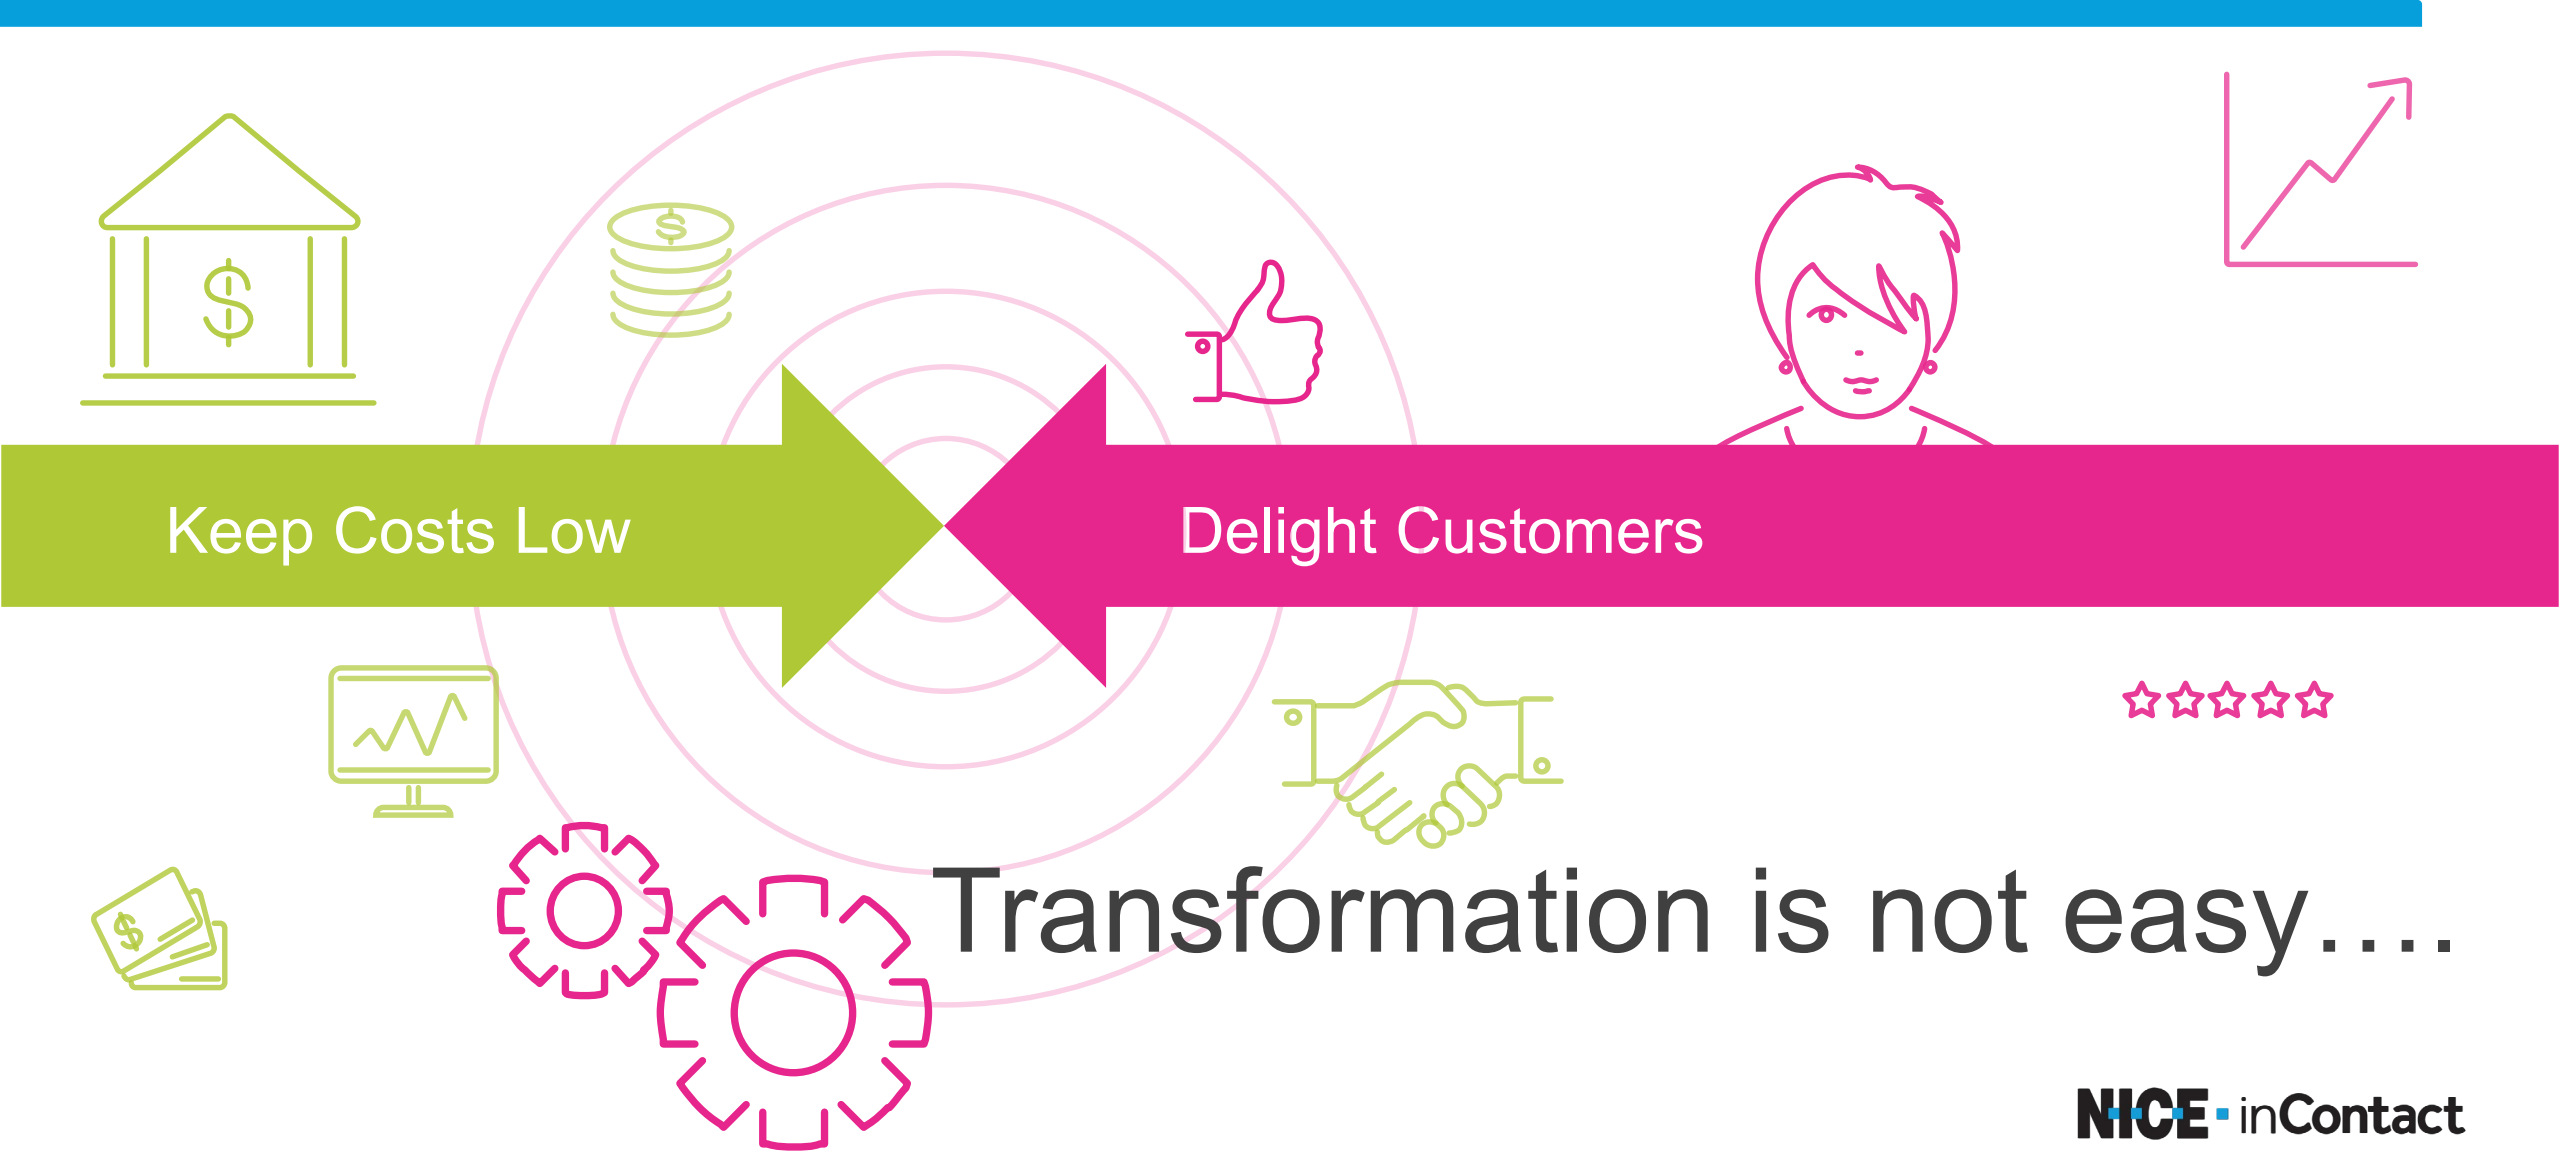 $
$
Keep Costs Low
Delight Customers
$
Transformation is not easy….
NICE inContact